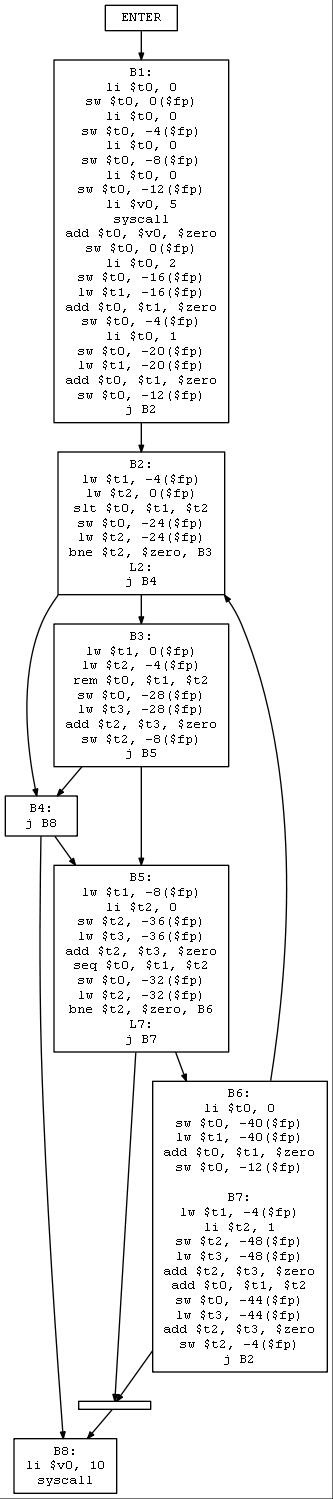 ENTER
B1:
li $t0, 0
sw $t0, 0($fp)
li $t0, 0
sw $t0, -4($fp)
li $t0, 0
sw $t0, -8($fp)
li $t0, 0
sw $t0, -12($fp)
li $v0, 5
syscall
add $t0, $v0, $zero
sw $t0, 0($fp)
li $t0, 2
sw $t0, -16($fp)
lw $t1, -16($fp)
add $t0, $t1, $zero
sw $t0, -4($fp)
li $t0, 1
sw $t0, -20($fp)
lw $t1, -20($fp)
add $t0, $t1, $zero
sw $t0, -12($fp)
j B2
B2:
lw $t1, -4($fp)
lw $t2, 0($fp)
slt $t0, $t1, $t2
sw $t0, -24($fp)
lw $t2, -24($fp)
bne $t2, $zero, B3
L2:
j B4
B3:
lw $t1, 0($fp)
lw $t2, -4($fp)
rem $t0, $t1, $t2
sw $t0, -28($fp)
lw $t3, -28($fp)
add $t2, $t3, $zero
sw $t2, -8($fp)
j B5
B4:
j B8
B5:
lw $t1, -8($fp)
li $t2, 0
sw $t2, -36($fp)
lw $t3, -36($fp)
add $t2, $t3, $zero
seq $t0, $t1, $t2
sw $t0, -32($fp)
lw $t2, -32($fp)
bne $t2, $zero, B6
L7:
j B7
B6:
li $t0, 0
sw $t0, -40($fp)
lw $t1, -40($fp)
add $t0, $t1, $zero
sw $t0, -12($fp)
B7:
lw $t1, -4($fp)
li $t2, 1
sw $t2, -48($fp)
lw $t3, -48($fp)
add $t2, $t3, $zero
add $t0, $t1, $t2
sw $t0, -44($fp)
lw $t3, -44($fp)
add $t2, $t3, $zero
sw $t2, -4($fp)
j B2
B8:
li $v0, 10
syscall